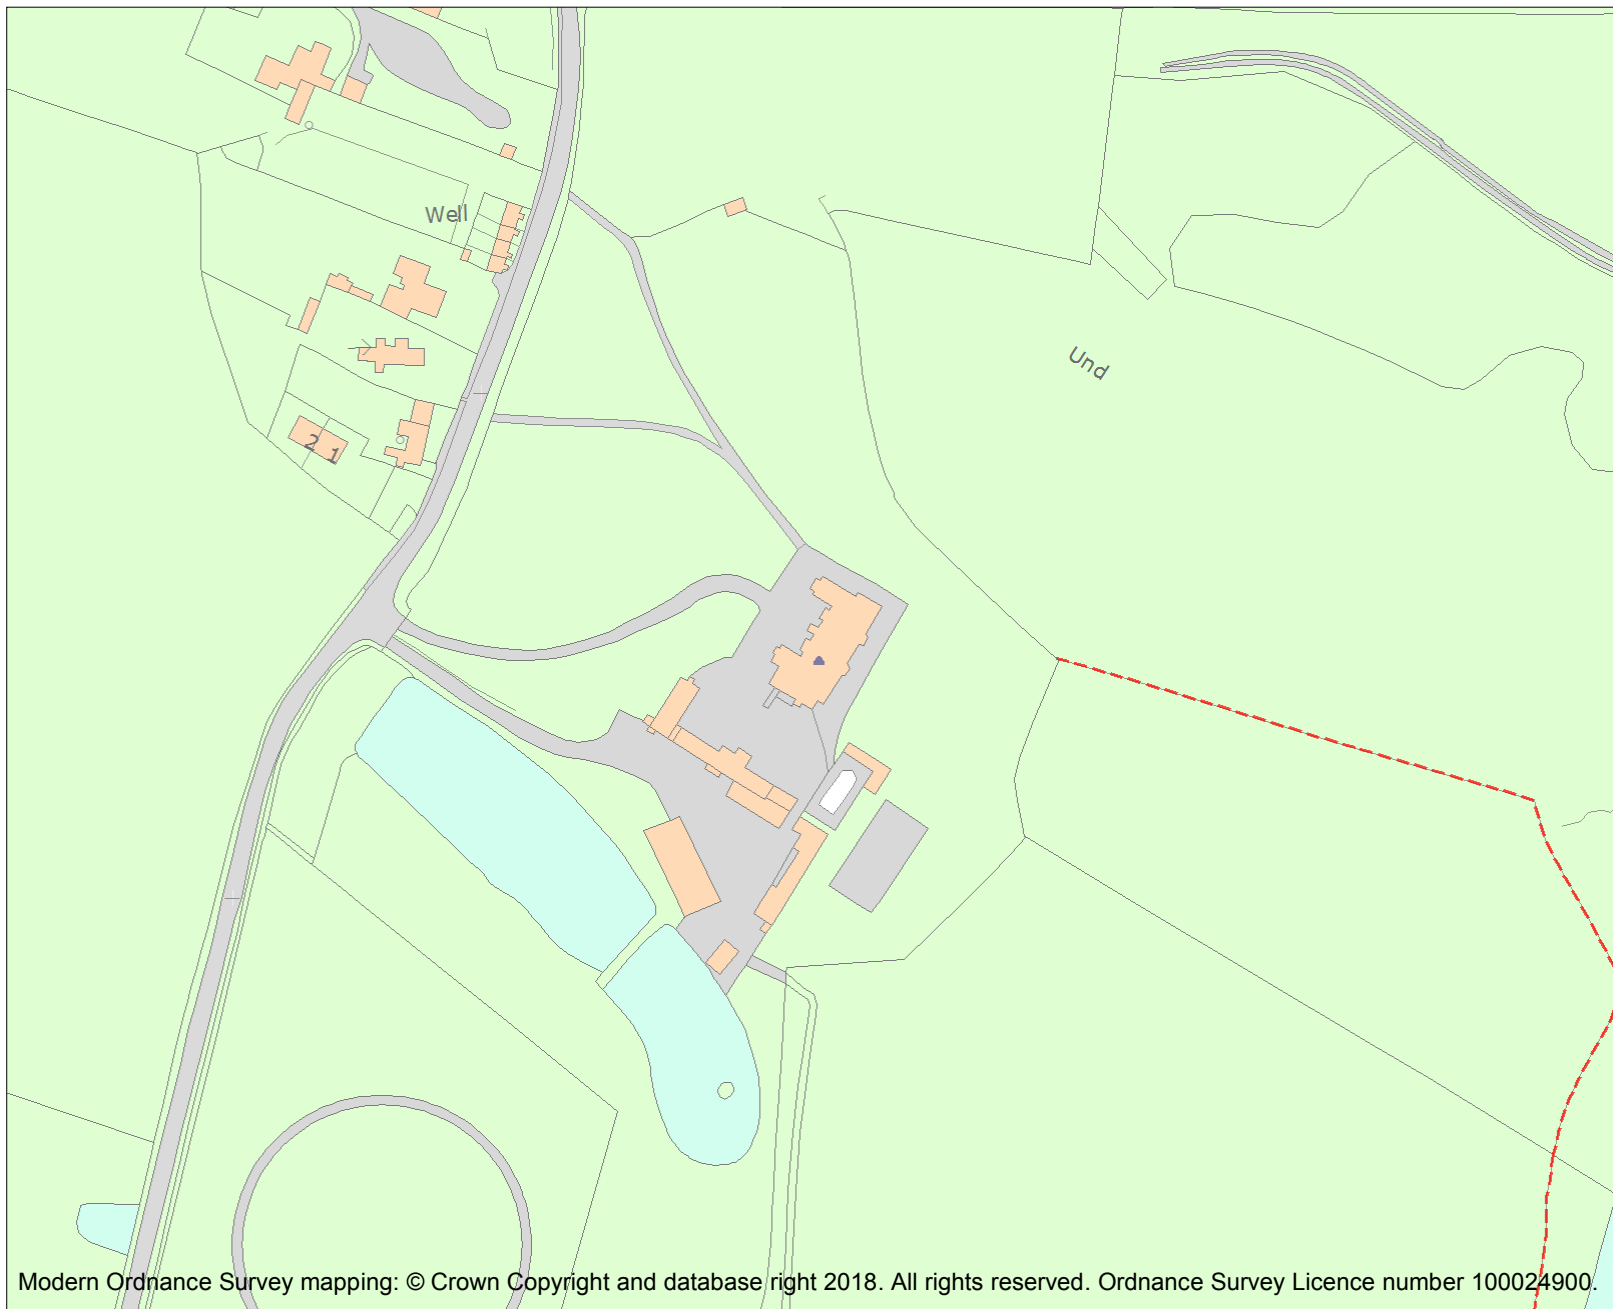 Well
Und
2 1
Modern Ordnance Survey mapping: © Crown Copyright and database right 2018. All rights reserved. Ordnance Survey Licence number 100024900.